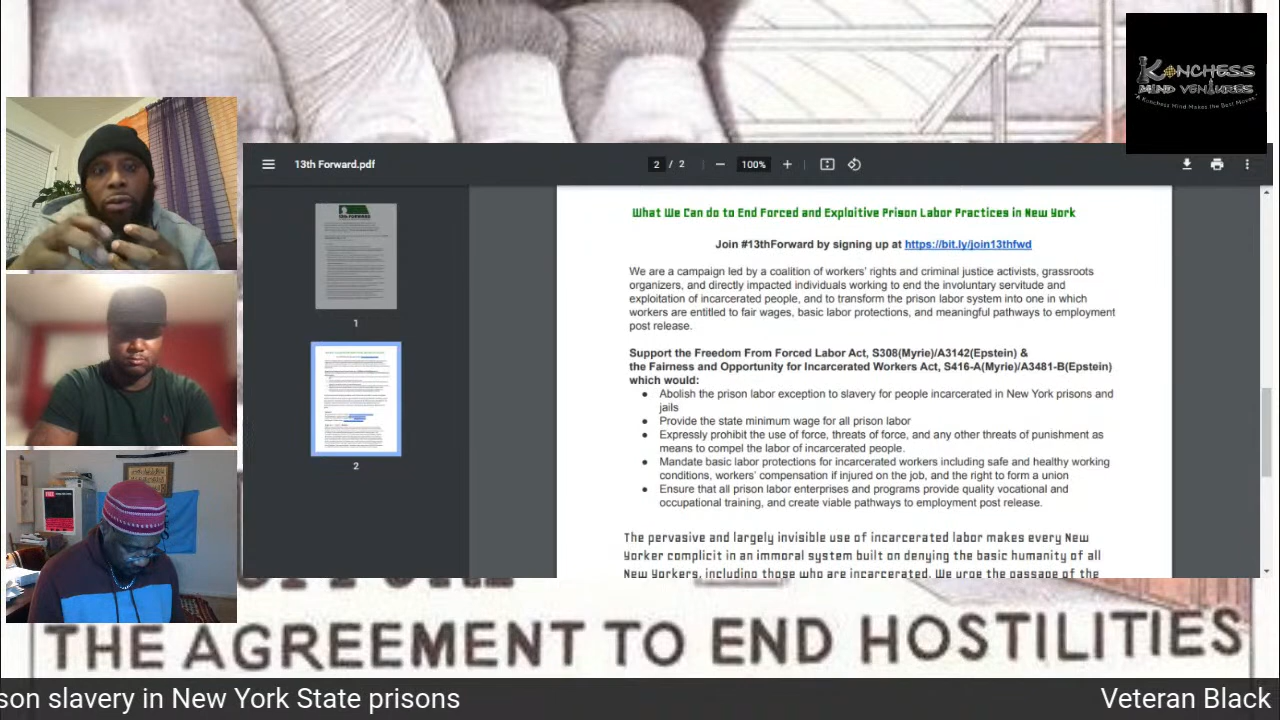 KONCHESS
MIND VENTURES
"A Konchess Mind Makes the Best Moves."
13th Forward.pdf
2 / 2
100%
1
2
What We Can do to End Forced and Exploitive Prison Labor Practices in New York
Join #13thForward by signing up at https://bit.ly/join13thfwd
We are a campaign led by a coalition of workers' rights and criminal justice activists, grassroots
organizers, and directly impacted individuals working to end the involuntary servitude and
exploitation of incarcerated people, and to transform the prison labor system into one in which
workers are entitled to fair wages, basic labor protections, and meaningful pathways to employment
post release.
Support the Freedom From Forced Labor Act, S308(Myrie)/A3142(Epstein) &
the Fairness and Opportunity for Incarcerated Workers Act, S416-A(Myrie)/A3481-B(Epstein)
which would:
● Abolish the prison labor exception to slavery for people incarcerated in New York prisons and
jails
● Provide the state minimum wage for all prison labor
● Expressly prohibit the use of force, threats of force, and any other threats of punishment as
means to compel the labor of incarcerated people.
● Mandate basic labor protections for incarcerated workers including safe and healthy working
conditions, workers' compensation if injured on the job, and the right to form a union
● Ensure that all prison labor enterprises and programs provide quality vocational and
occupational training, and create viable pathways to employment post release.
The pervasive and largely invisible use of incarcerated labor makes every New
Yorker complicit in an immoral system built on denying the basic humanity of all
New Yorkers, including those who are incarcerated. We urge the passage of the
THE AGREEMENT TO END HOSTILITIES
son slavery in New York State prisons
Veteran Black